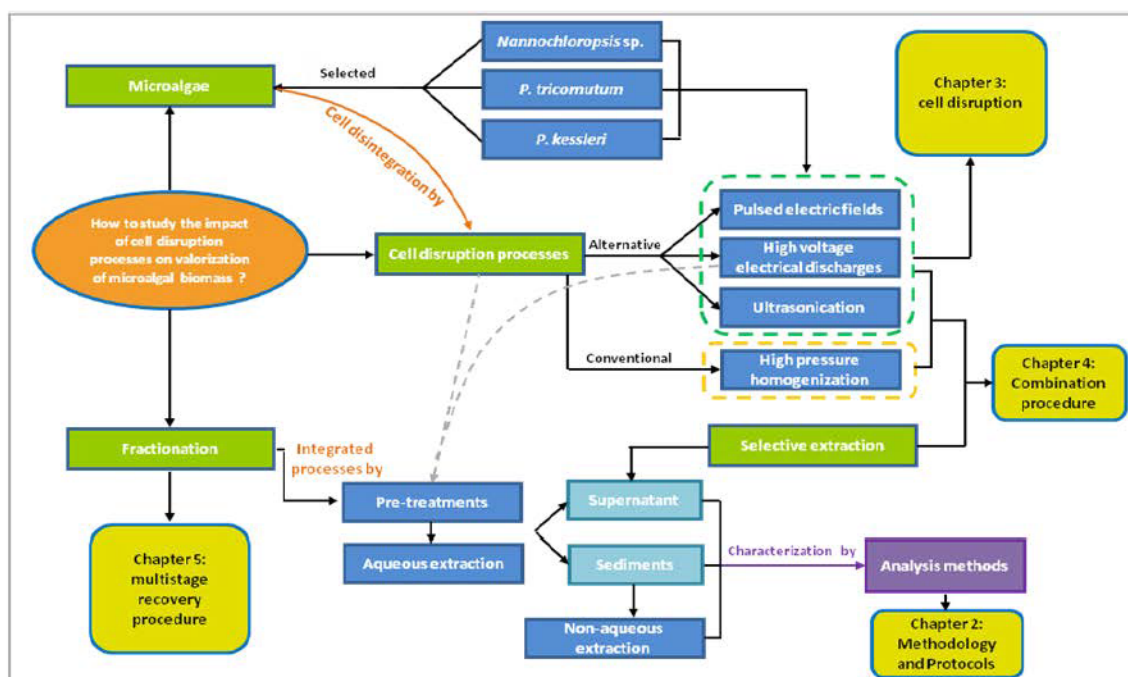 Nannochloropsis sp.
Selected
Microalgae
P. tricornutum
P. kessleri
Chapter 3:
cell disruption
Cell disintegration by
How to study the impact
of cell disruption
processes on valorization
of microalgal biomass ?
Cell disruption processes
Alternative
Pulsed electric fields
High voltage
electrical discharges
Ultrasonication
Conventional
High pressure
homogenization
Chapter 4:
Combination
procedure
Fractionation
Integrated
processes by
Selective extraction
Pre-treatments
Aqueous extraction
Supernatant
Sediments
Non-aqueous
extraction
Characterization by
Analysis methods
Chapter 5:
multistage
recovery
procedure
Chapter 2:
Methodology
and Protocols